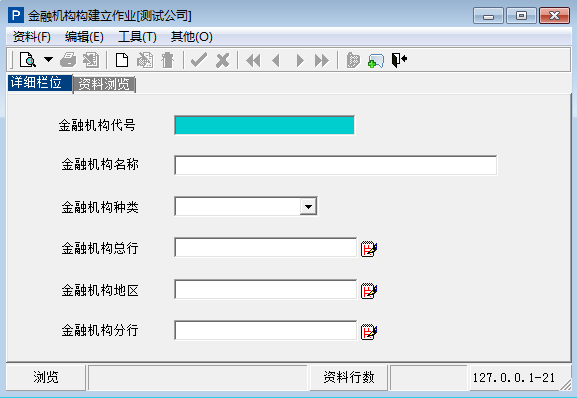 P 金融机构构建立作业[测试公司]
资料(F) 编辑(E) 工具(T) 其他(O)
详细栏位 资料浏览
金融机构代号
金融机构名称
金融机构种类
金融机构总行
金融机构地区
金融机构分行
浏览 资料行数 127.0.0.1-21